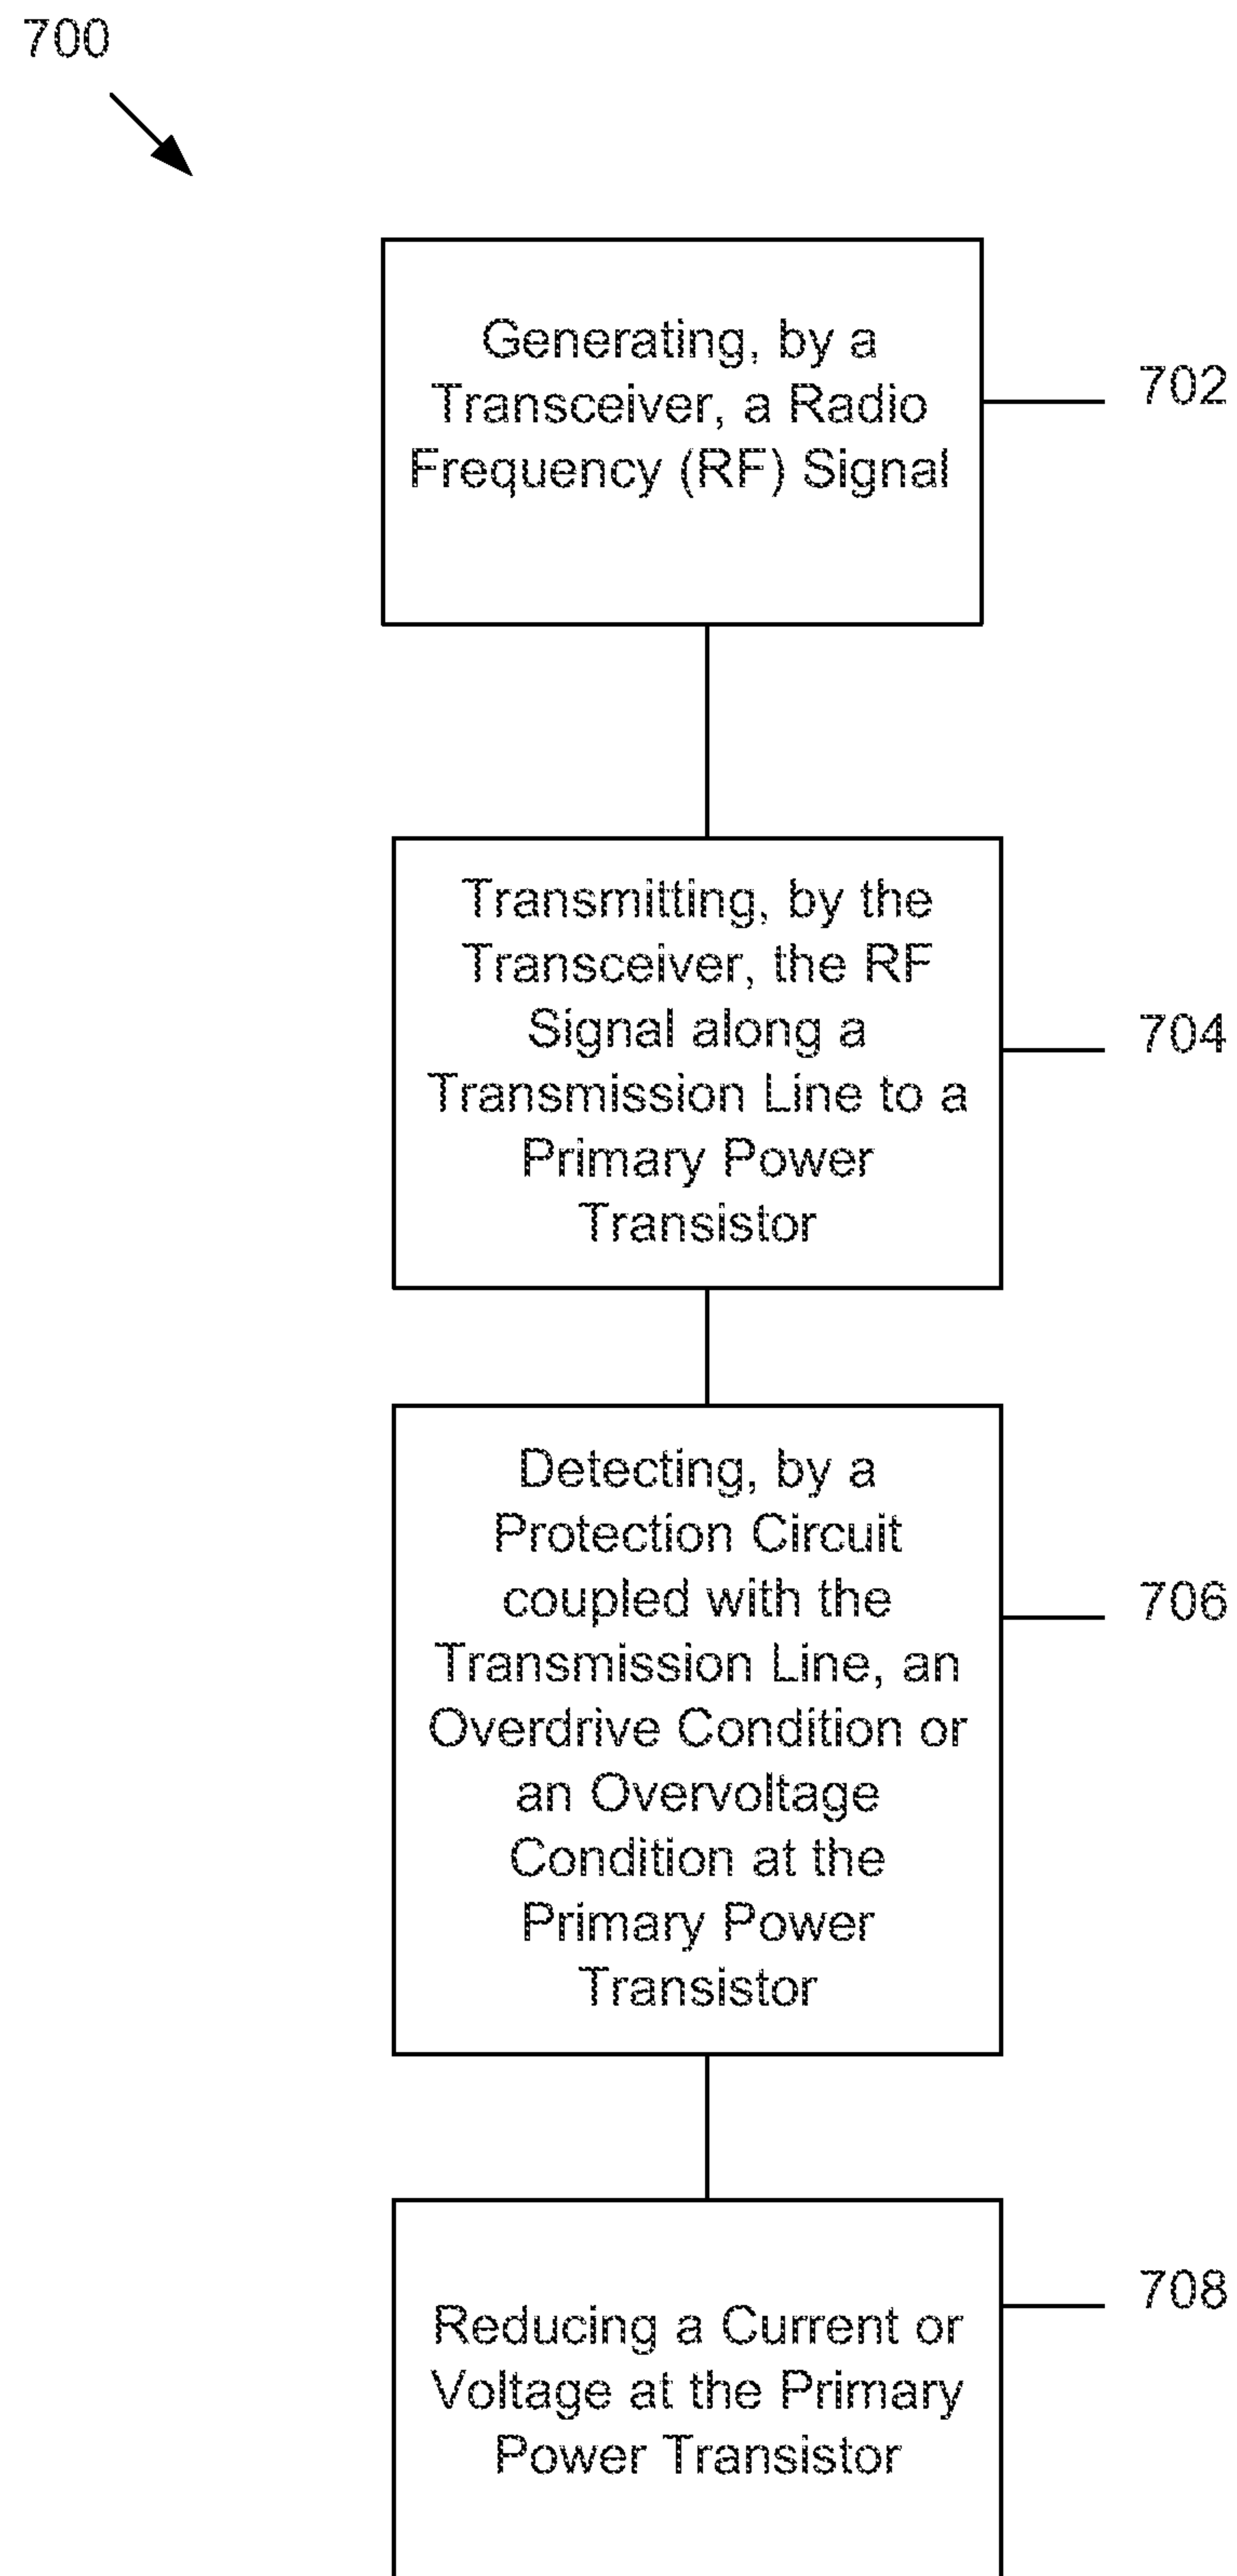 700
Generating, by a
Transceiver, a Radio
Frequency (RF) Signal
702
Transmitting, by the
Transceiver, the RF
Signal along a
Transmission Line to a
Primary Power
Transistor
704
Detecting, by a
Protection Circuit
coupled with the
Transmission Line, an
Overdrive Condition or
an Overvoltage
Condition at the
Primary Power
Transistor
706
Reducing a Current or
Voltage at the Primary
Power Transistor
708